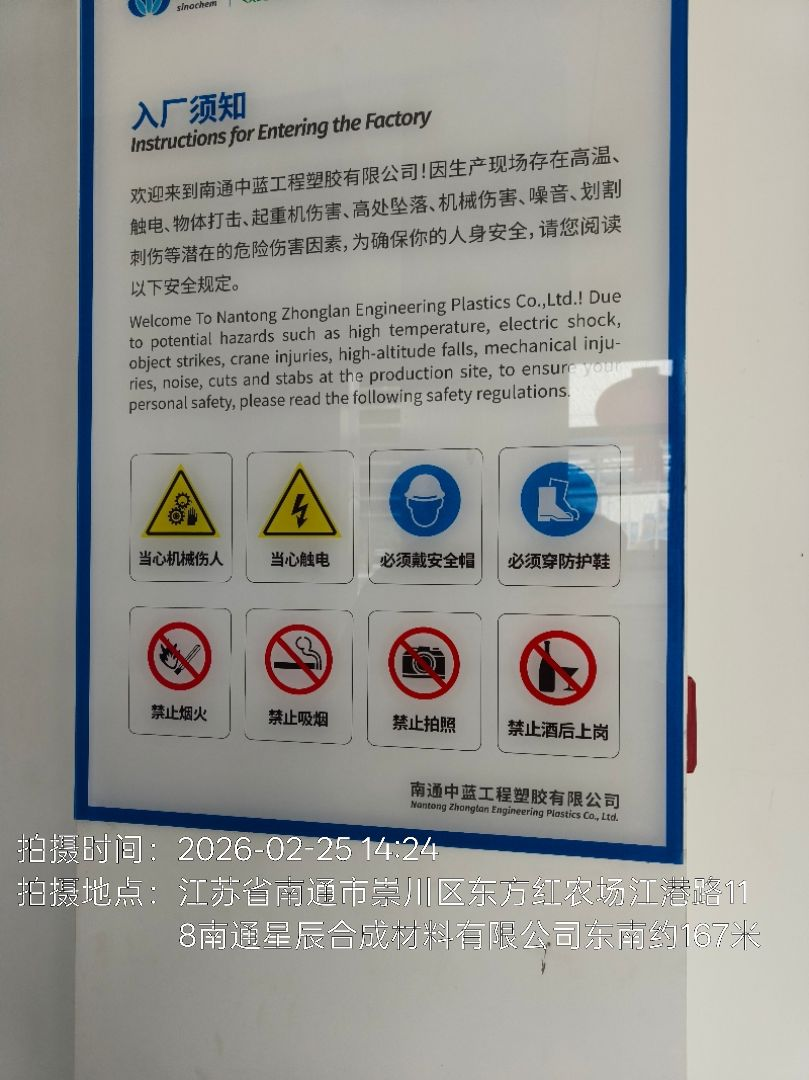 sinochem
入厂须知
Instructions for Entering the Factory
欢迎来到南通中蓝工程塑胶有限公司!因生产现场存在高温、
触电、物体打击、起重机伤害、高处坠落、机械伤害、噪音、划割
刺伤等潜在的危险伤害因素,为确保你的人身安全,请您阅读
以下安全规定。
Welcome To Nantong Zhonglan Engineering Plastics Co.,Ltd.! Due
to potential hazards such as high temperature, electric shock,
object strikes, crane injuries, high-altitude falls, mechanical inju-
ries, noise, cuts and stabs at the production site, to ensure your
personal safety, please read the following safety regulations.
当心机械伤人
当心触电
必须戴安全帽
必须穿防护鞋
禁止烟火
禁止吸烟
禁止拍照
禁止酒后上岗
南通中蓝工程塑胶有限公司
Nantong Zhonglan Engineering Plastics Co., Ltd.
拍摄时间：2026-02-25 14:24
拍摄地点：江苏省南通市崇川区东方红农场江港路11
8南通星辰合成材料有限公司东南约167米